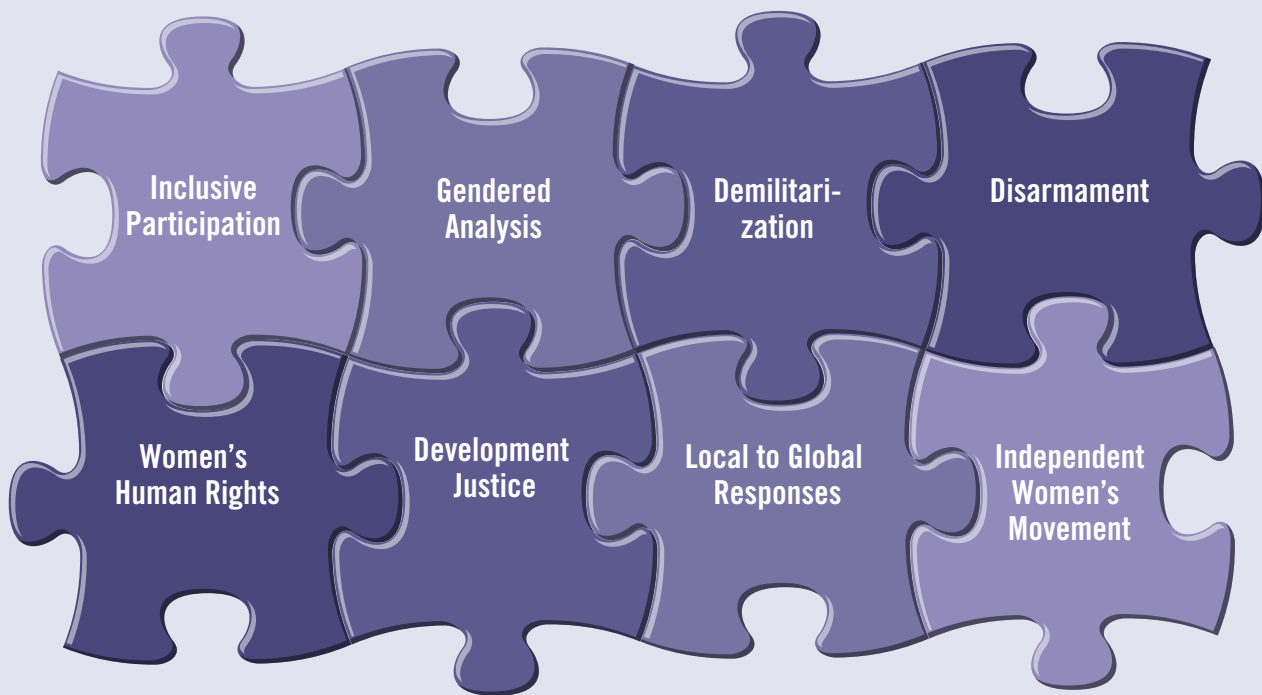 Inclusive
Participation
Gendered
Analysis
Demilitari-
zation
Disarmament
Women's
Human Rights
Development
Justice
Local to Global
Responses
Independent
Women's
Movement